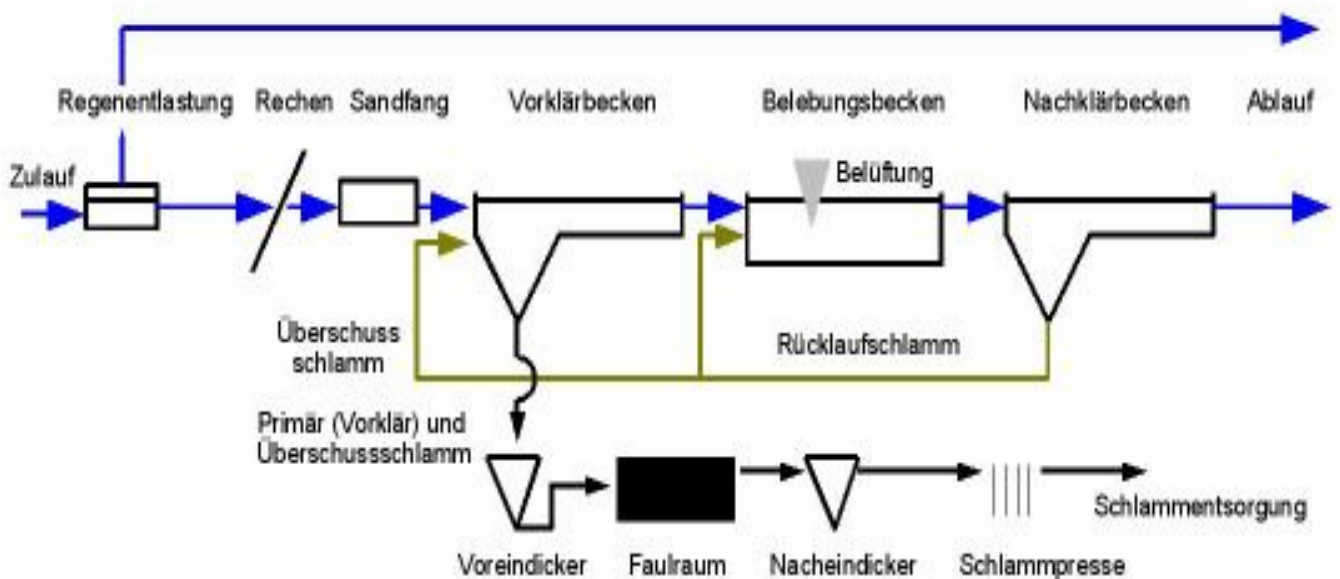 Regenentlastung Rechen Sandfang Vorklärbecken Belebungsbecken Nachklärbecken Ablauf
Zulauf
Belüftung
Überschuss
schlamm
Rücklaufschlamm
Primär (Vorklär) und
Überschussschlamm
Schlammentsorgung
Voreindicker Faulraum Nacheindicker Schlammpresse